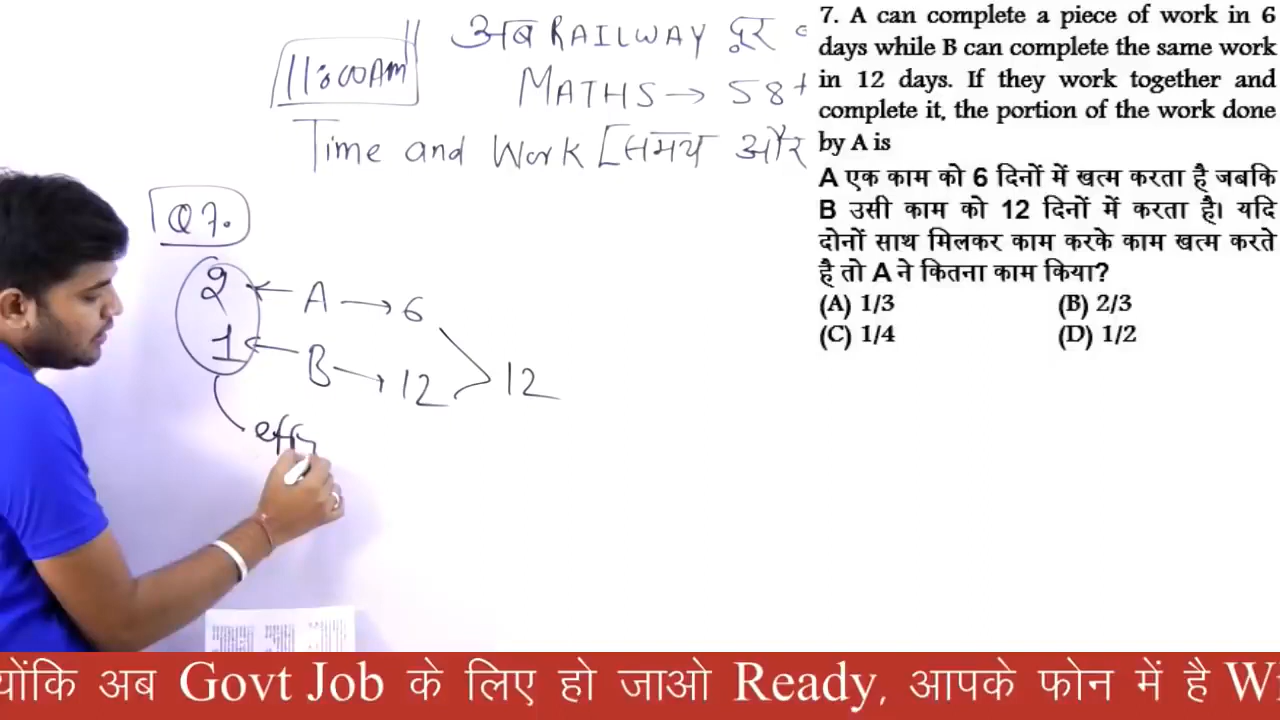 11:00AM
अब RAILWAY दूर
MATHS → 58+
Time and Work [समय और
Q7.
2 ← A → 6
1 ← B → 12
12
effi
7. A can complete a piece of work in 6
days while B can complete the same work
in 12 days. If they work together and
complete it, the portion of the work done
by A is
A एक काम को 6 दिनों में खत्म करता है जबकि
B उसी काम को 12 दिनों में करता है। यदि
दोनों साथ मिलकर काम करके काम खत्म करते
है तो A ने कितना काम किया?
(A) 1/3 (B) 2/3
(C) 1/4 (D) 1/2
योंकि अब Govt Job के लिए हो जाओ Ready, आपके फोन में है W